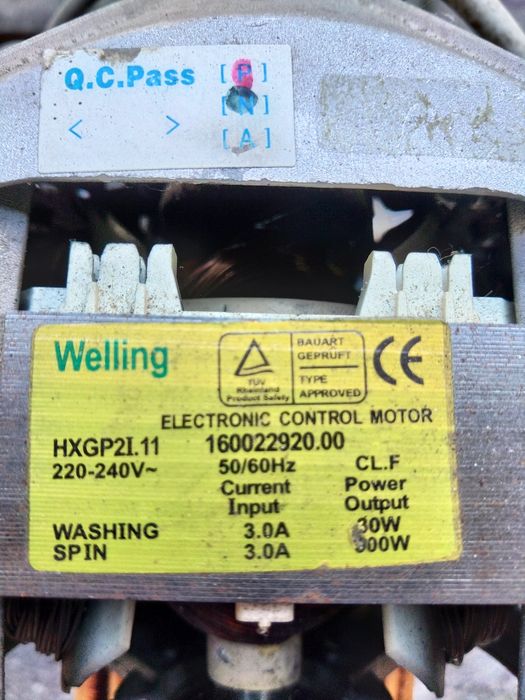 Q.C.Pass [P]
[N]
< > [A]
Welling
TÜV
Rheinland
Product Safety
BAUART
GEPRÜFT
TYPE
APPROVED
CE
ELECTRONIC CONTROL MOTOR
HXGP2I.11 160022920.00
220-240V~ 50/60Hz CL.F
Current Power
Input Output
WASHING 3.0A 30W
SPIN 3.0A 300W